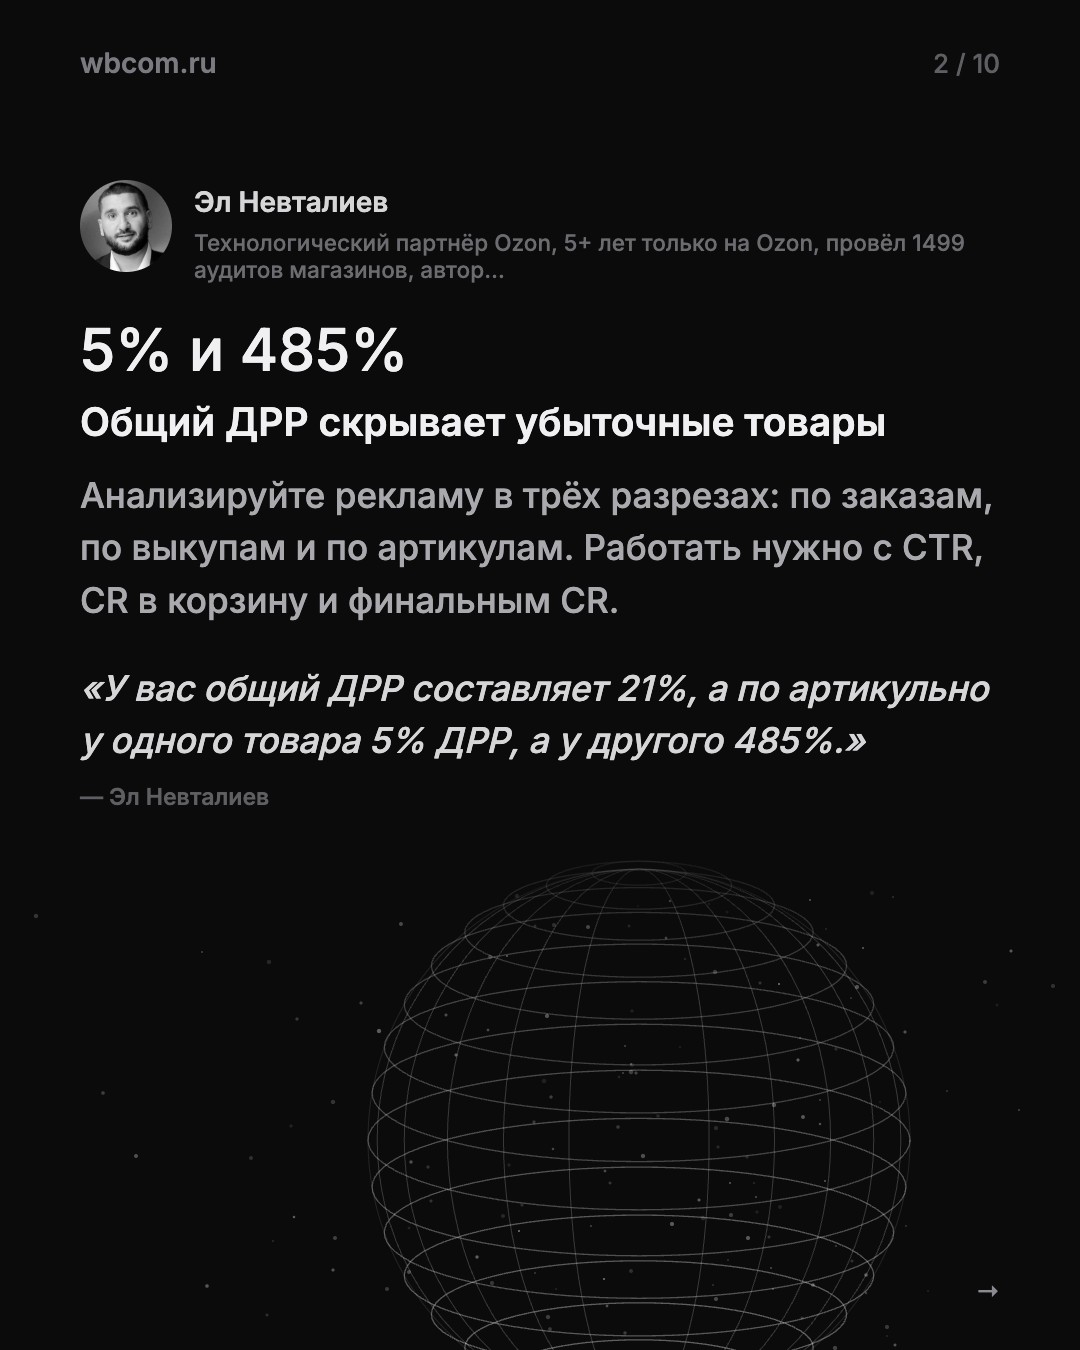 wbcom.ru
2 / 10
Эл Невталиев
Технологический партнёр Ozon, 5+ лет только на Ozon, провёл 1499
аудитов магазинов, автор...
5% и 485%
Общий ДРР скрывает убыточные товары
Анализируйте рекламу в трёх разрезах: по заказам,
по выкупам и по артикулам. Работать нужно с CTR,
CR в корзину и финальным CR.
«У вас общий ДРР составляет 21%, а по артикульно
у одного товара 5% ДРР, а у другого 485%.»
— Эл Невталиев
→